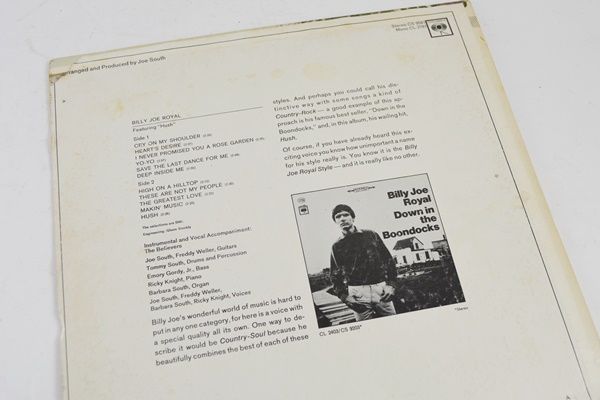 Arranged and Produced by Joe South
Stereo/CS
Mono/CL
BILLY JOE ROYAL
Featuring "Hush"
Side 1
CRY ON MY SHOULDER
HEART'S DESIRE
I NEVER PROMISED YOU A ROSE GARDEN
YO-YO
SAVE THE LAST DANCE FOR ME
DEEP INSIDE ME
Side 2
HIGH ON A HILLTOP
THESE ARE NOT MY PEOPLE
THE GREATEST LOVE
MAKIN' MUSIC
HUSH
The selections are BMI.
Engineering:
Instrumental and Vocal Accompaniment:
The Believers
Joe South, Freddy Weller, Guitars
Tommy South, Drums and Percussion
Emory Gordy, Jr., Bass
Ricky Knight, Piano
Barbara South, Organ
Joe South, Freddy Weller,
Barbara South, Ricky Knight, Voices
Billy Joe's wonderful world of music is hard to
put in any one category, for here is a voice with
a special quality all its own. One way to de-
scribe it would be Country-Soul because he
beautifully combines the best of each of these
styles. And perhaps you could call his dis-
tinctive way with some songs a kind of
Country-Rock — a good example of this ap-
proach is his famous best seller, "Down in the
Boondocks," and, in this album, his wailing hit,
Hush.
Of course, if you have already heard this ex-
citing voice you know how unimportant a name
for his style really is. You know it is the Billy
Joe Royal Style — and it is really like no other.
Billy Joe
Royal
Down in
the
Boondocks
CL 2403/CS 9203*
*Stereo